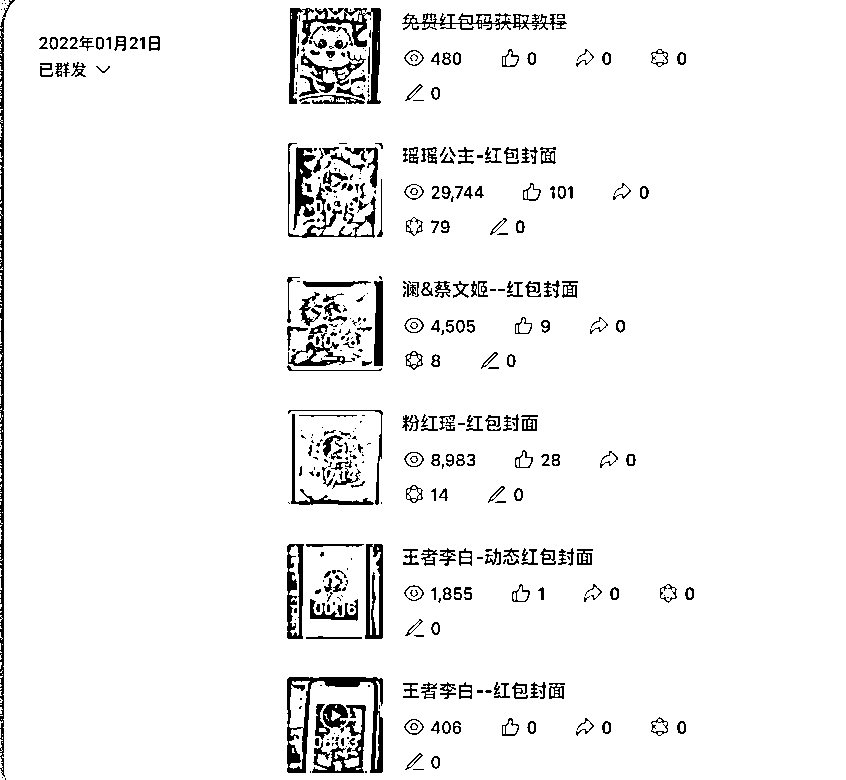 2022年01月21日
已群发
免费红包码获取教程
480 0 0 0
0
瑶瑶公主-红包封面
29,744 101 0
79 0
澜&蔡文姬--红包封面
4,505 9 0
8 0
粉红瑶-红包封面
8,983 28 0
14 0
王者李白-动态红包封面
1,855 1 0 0
0
00:16
王者李白--红包封面
406 0 0 0
0